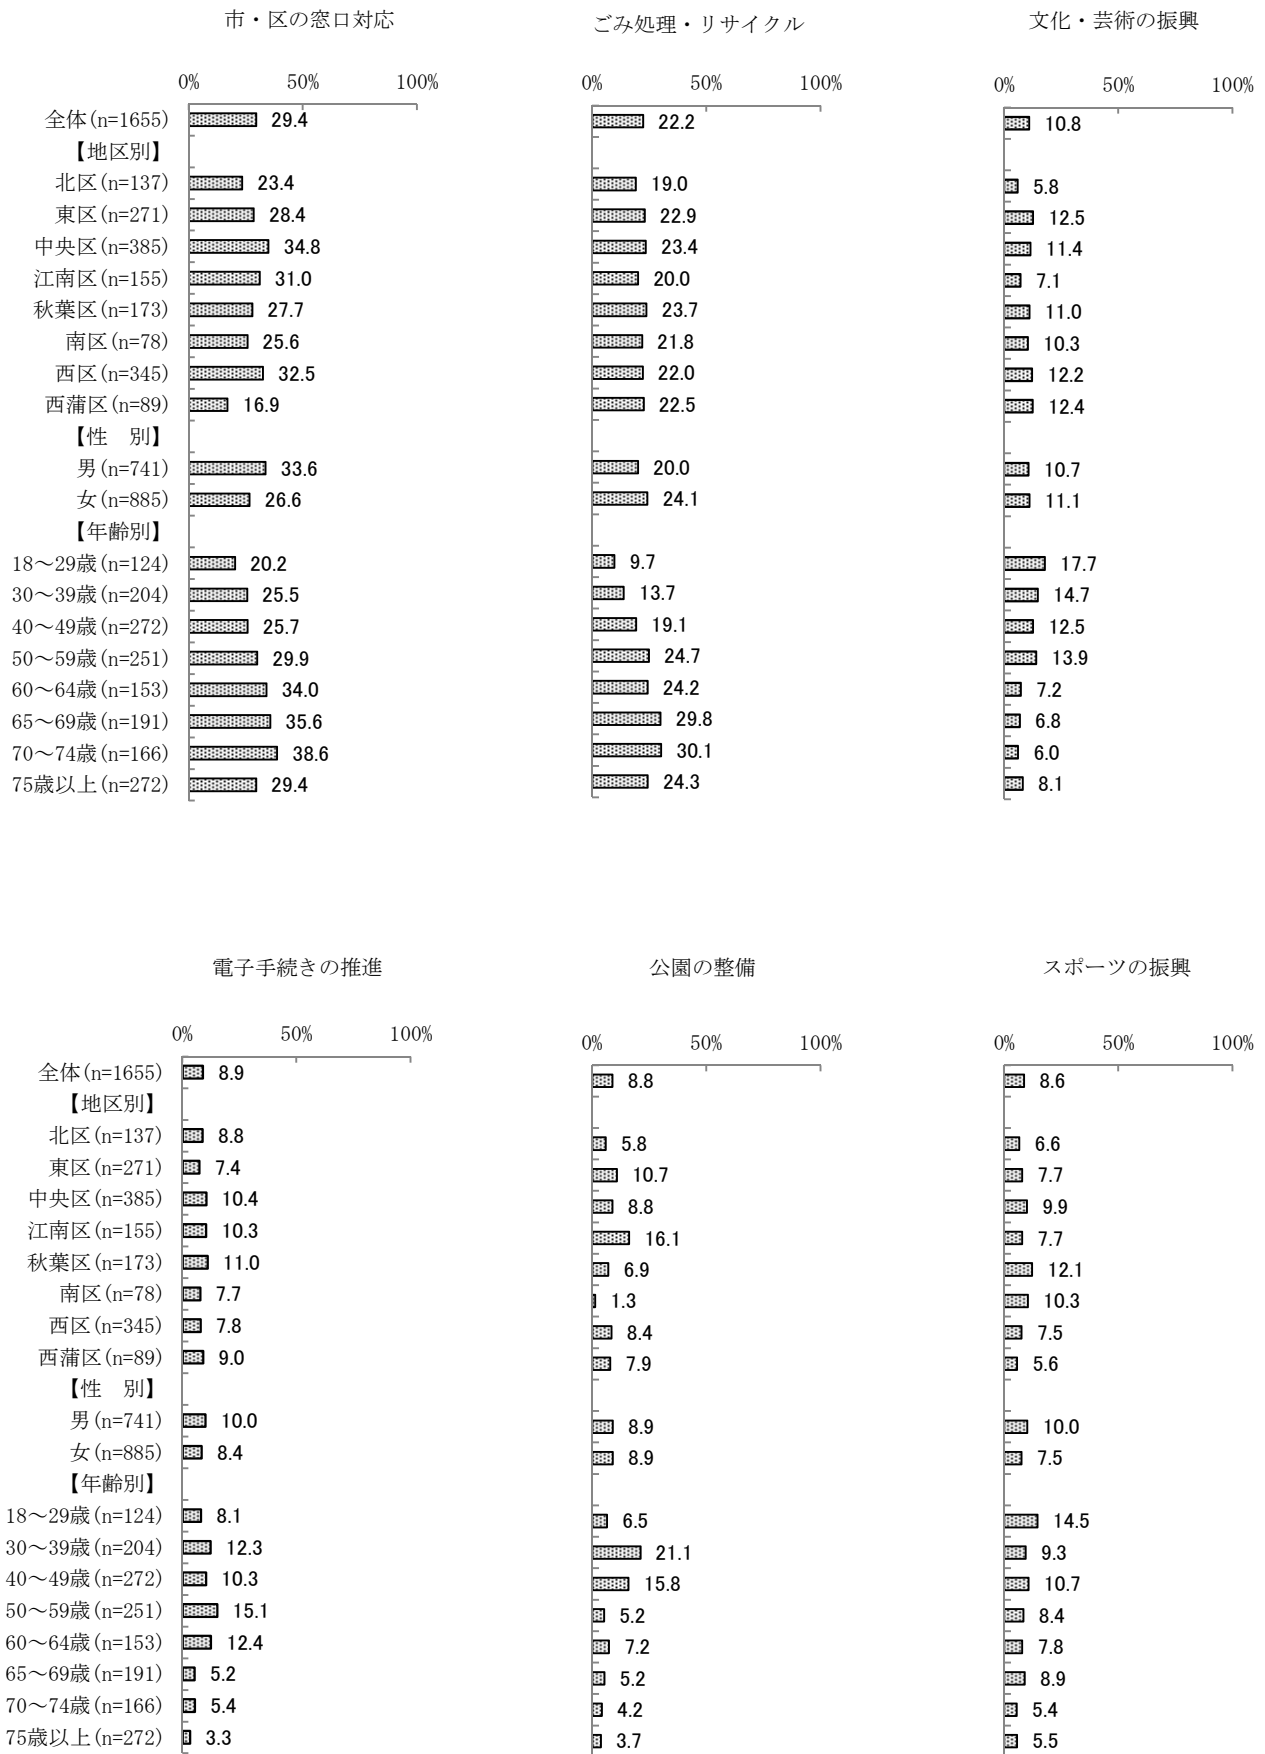 市・区の窓口対応 ごみ処理・リサイクル 文化・芸術の振興
0% 50% 100% 0% 50% 100% 0% 50% 100%
全体(n=1655) 29.4 22.2 10.8
【地区別】
北区(n=137) 23.4 19.0 5.8
東区(n=271) 28.4 22.9 12.5
中央区(n=385) 34.8 23.4 11.4
江南区(n=155) 31.0 20.0 7.1
秋葉区(n=173) 27.7 23.7 11.0
南区(n=78) 25.6 21.8 10.3
西区(n=345) 32.5 22.0 12.2
西蒲区(n=89) 16.9 22.5 12.4
【性　別】
男(n=741) 33.6 20.0 10.7
女(n=885) 26.6 24.1 11.1
【年齢別】
18～29歳(n=124) 20.2 9.7 17.7
30～39歳(n=204) 25.5 13.7 14.7
40～49歳(n=272) 25.7 19.1 12.5
50～59歳(n=251) 29.9 24.7 13.9
60～64歳(n=153) 34.0 24.2 7.2
65～69歳(n=191) 35.6 29.8 6.8
70～74歳(n=166) 38.6 30.1 6.0
75歳以上(n=272) 29.4 24.3 8.1
電子手続きの推進 公園の整備 スポーツの振興
0% 50% 100% 0% 50% 100% 0% 50% 100%
全体(n=1655) 8.9 8.8 8.6
【地区別】
北区(n=137) 8.8 5.8 6.6
東区(n=271) 7.4 10.7 7.7
中央区(n=385) 10.4 8.8 9.9
江南区(n=155) 10.3 16.1 7.7
秋葉区(n=173) 11.0 6.9 12.1
南区(n=78) 7.7 1.3 10.3
西区(n=345) 7.8 8.4 7.5
西蒲区(n=89) 9.0 7.9 5.6
【性　別】
男(n=741) 10.0 8.9 10.0
女(n=885) 8.4 8.9 7.5
【年齢別】
18～29歳(n=124) 8.1 6.5 14.5
30～39歳(n=204) 12.3 21.1 9.3
40～49歳(n=272) 10.3 15.8 10.7
50～59歳(n=251) 15.1 5.2 8.4
60～64歳(n=153) 12.4 7.2 7.8
65～69歳(n=191) 5.2 5.2 8.9
70～74歳(n=166) 5.4 4.2 5.4
75歳以上(n=272) 3.3 3.7 5.5